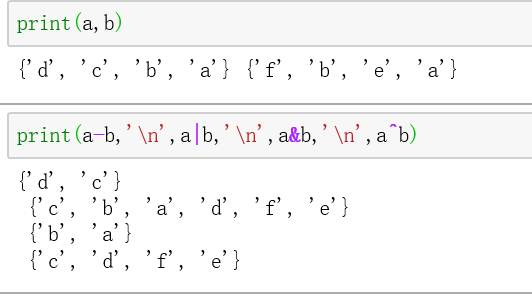 print(a,b)
{'d', 'c', 'b', 'a'} {'f', 'b', 'e', 'a'}
print(a-b,'\n',a|b,'\n',a&b,'\n',a^b)
{'d', 'c'}
{'c', 'b', 'a', 'd', 'f', 'e'}
{'b', 'a'}
{'c', 'd', 'f', 'e'}